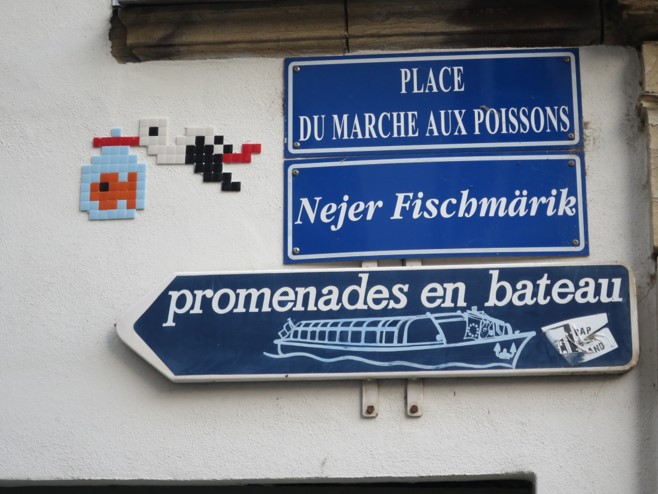 PLACE
DU MARCHE AUX POISSONS
Nejer Fischmärik
promenades en bateau